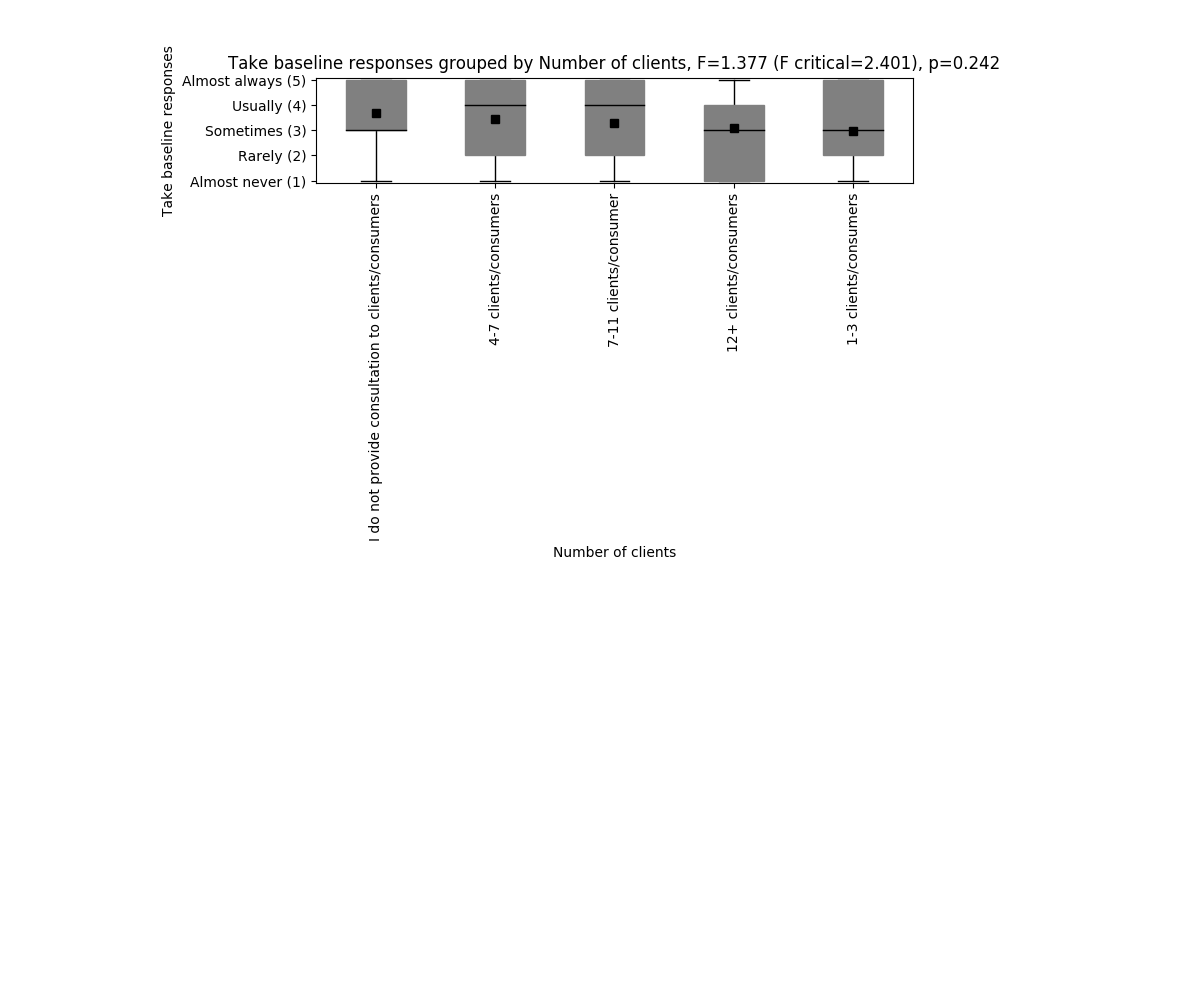 Take baseline responses grouped by Number of clients, F=1.377 (F critical=2.401), p=0.242
Take baseline responses
Almost always (5)
Usually (4)
Sometimes (3)
Rarely (2)
Almost never (1)
I do not provide consultation to clients/consumers
4-7 clients/consumers
7-11 clients/consumer
12+ clients/consumers
1-3 clients/consumers
Number of clients